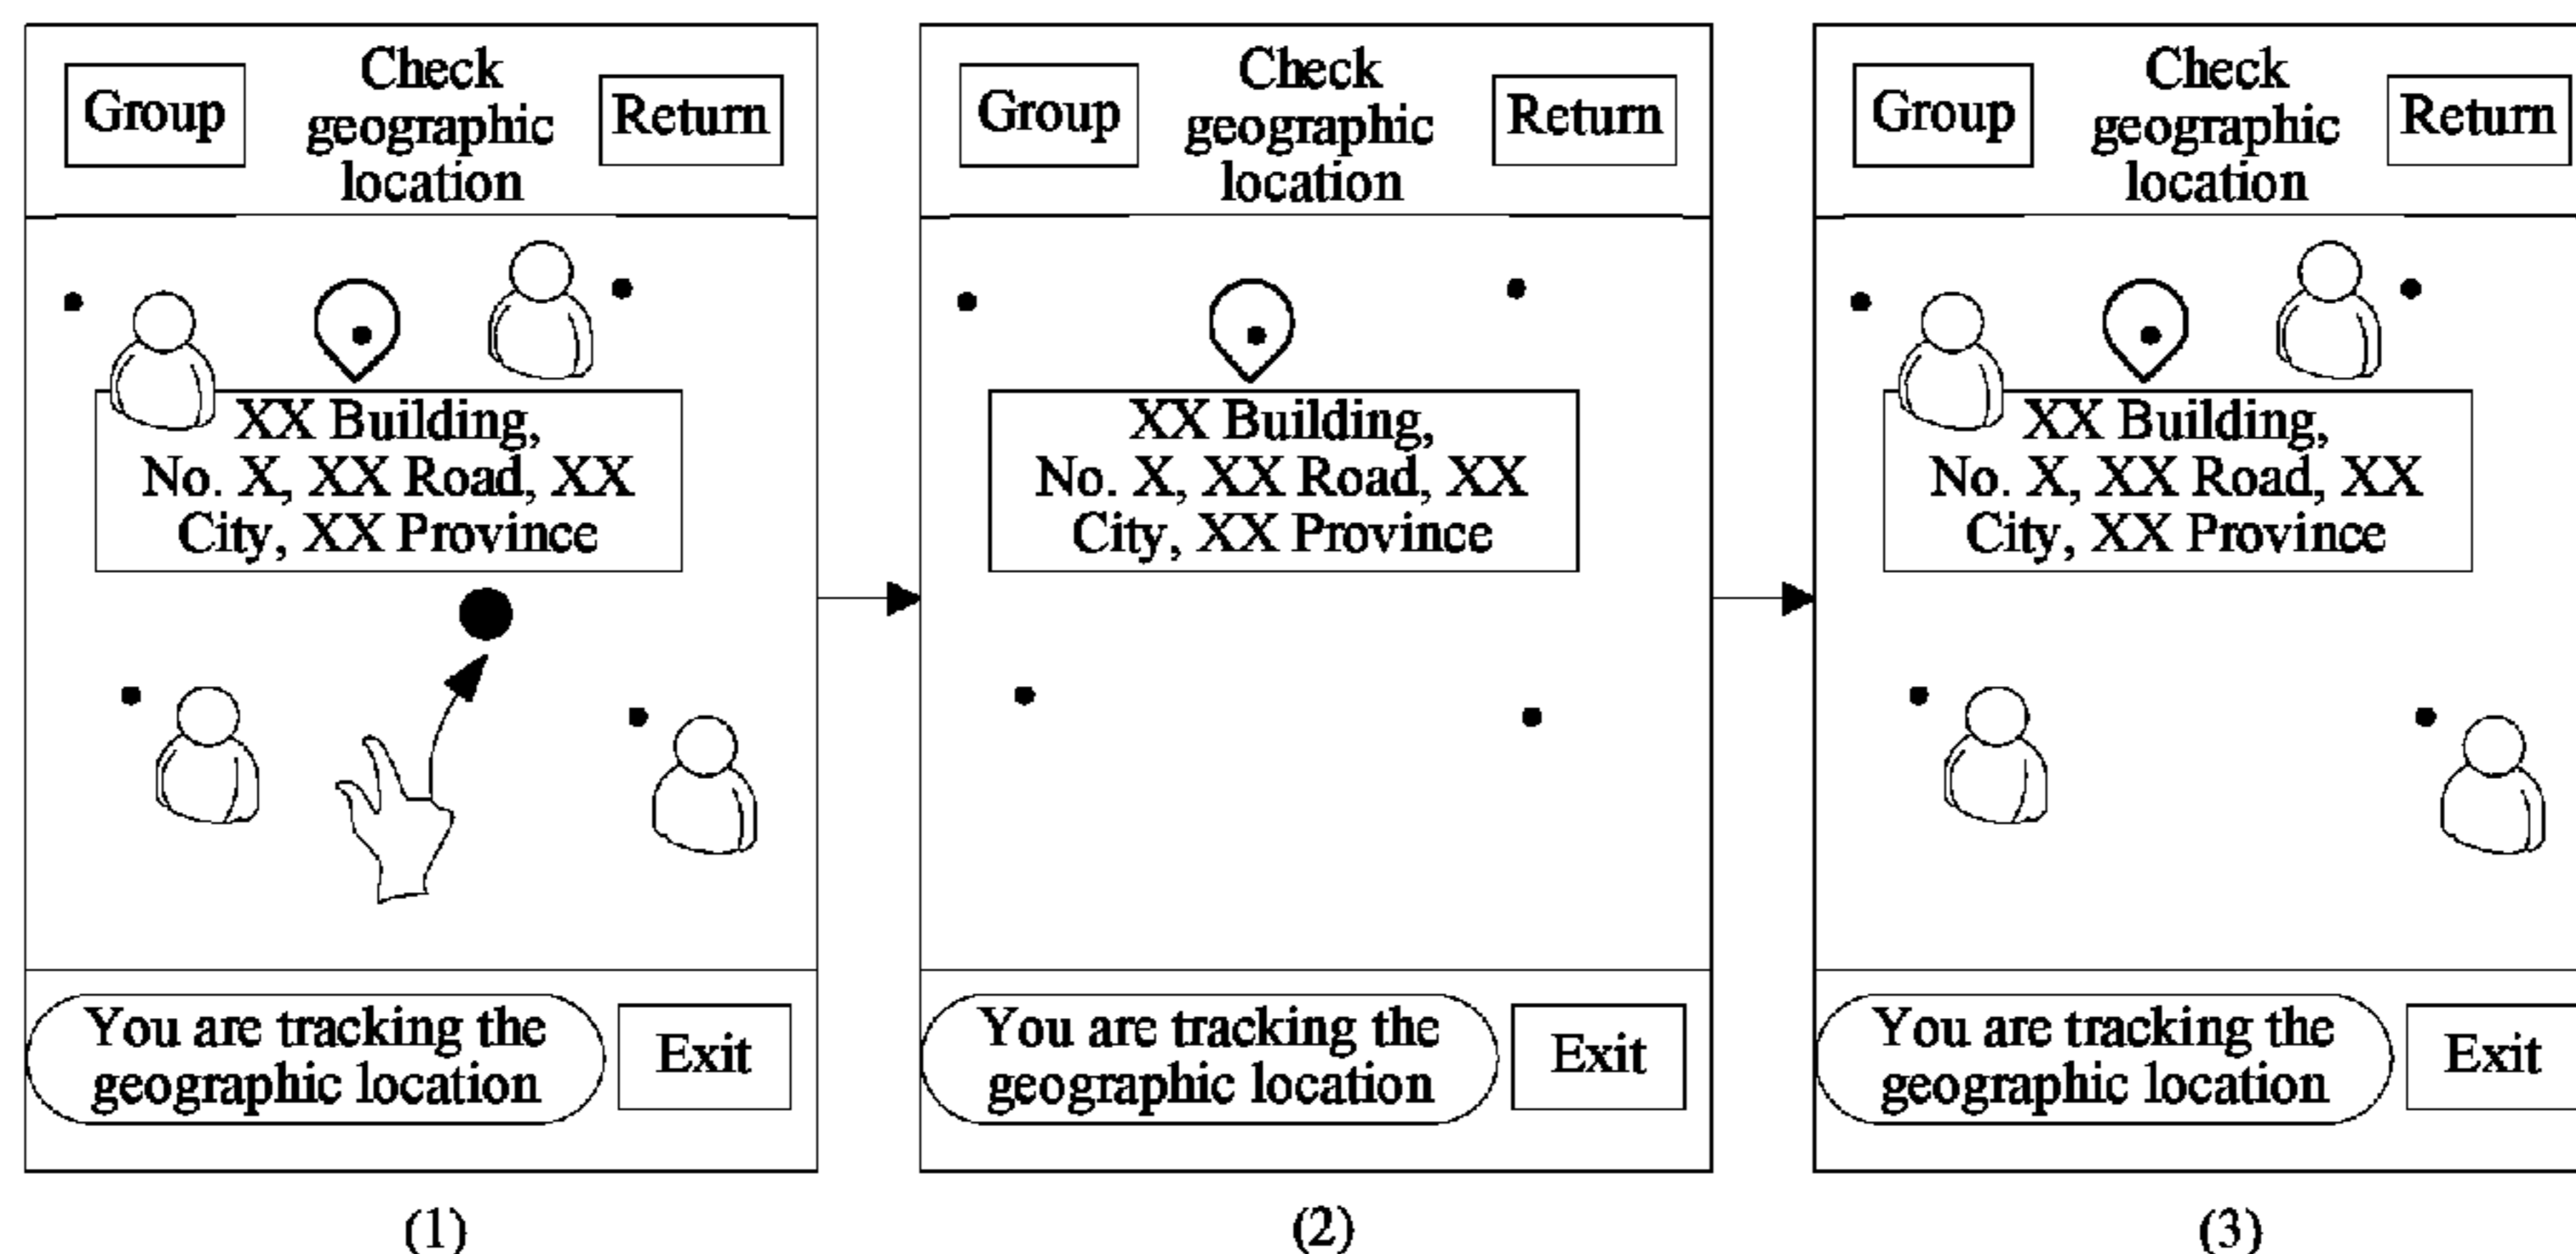 Group
Check
geographic
location
Return
XX Building,
No. X, XX Road, XX
City, XX Province
You are tracking the
geographic location
Exit
(1)
Group
Check
geographic
location
Return
XX Building,
No. X, XX Road, XX
City, XX Province
You are tracking the
geographic location
Exit
(2)
Group
Check
geographic
location
Return
XX Building,
No. X, XX Road, XX
City, XX Province
You are tracking the
geographic location
Exit
(3)